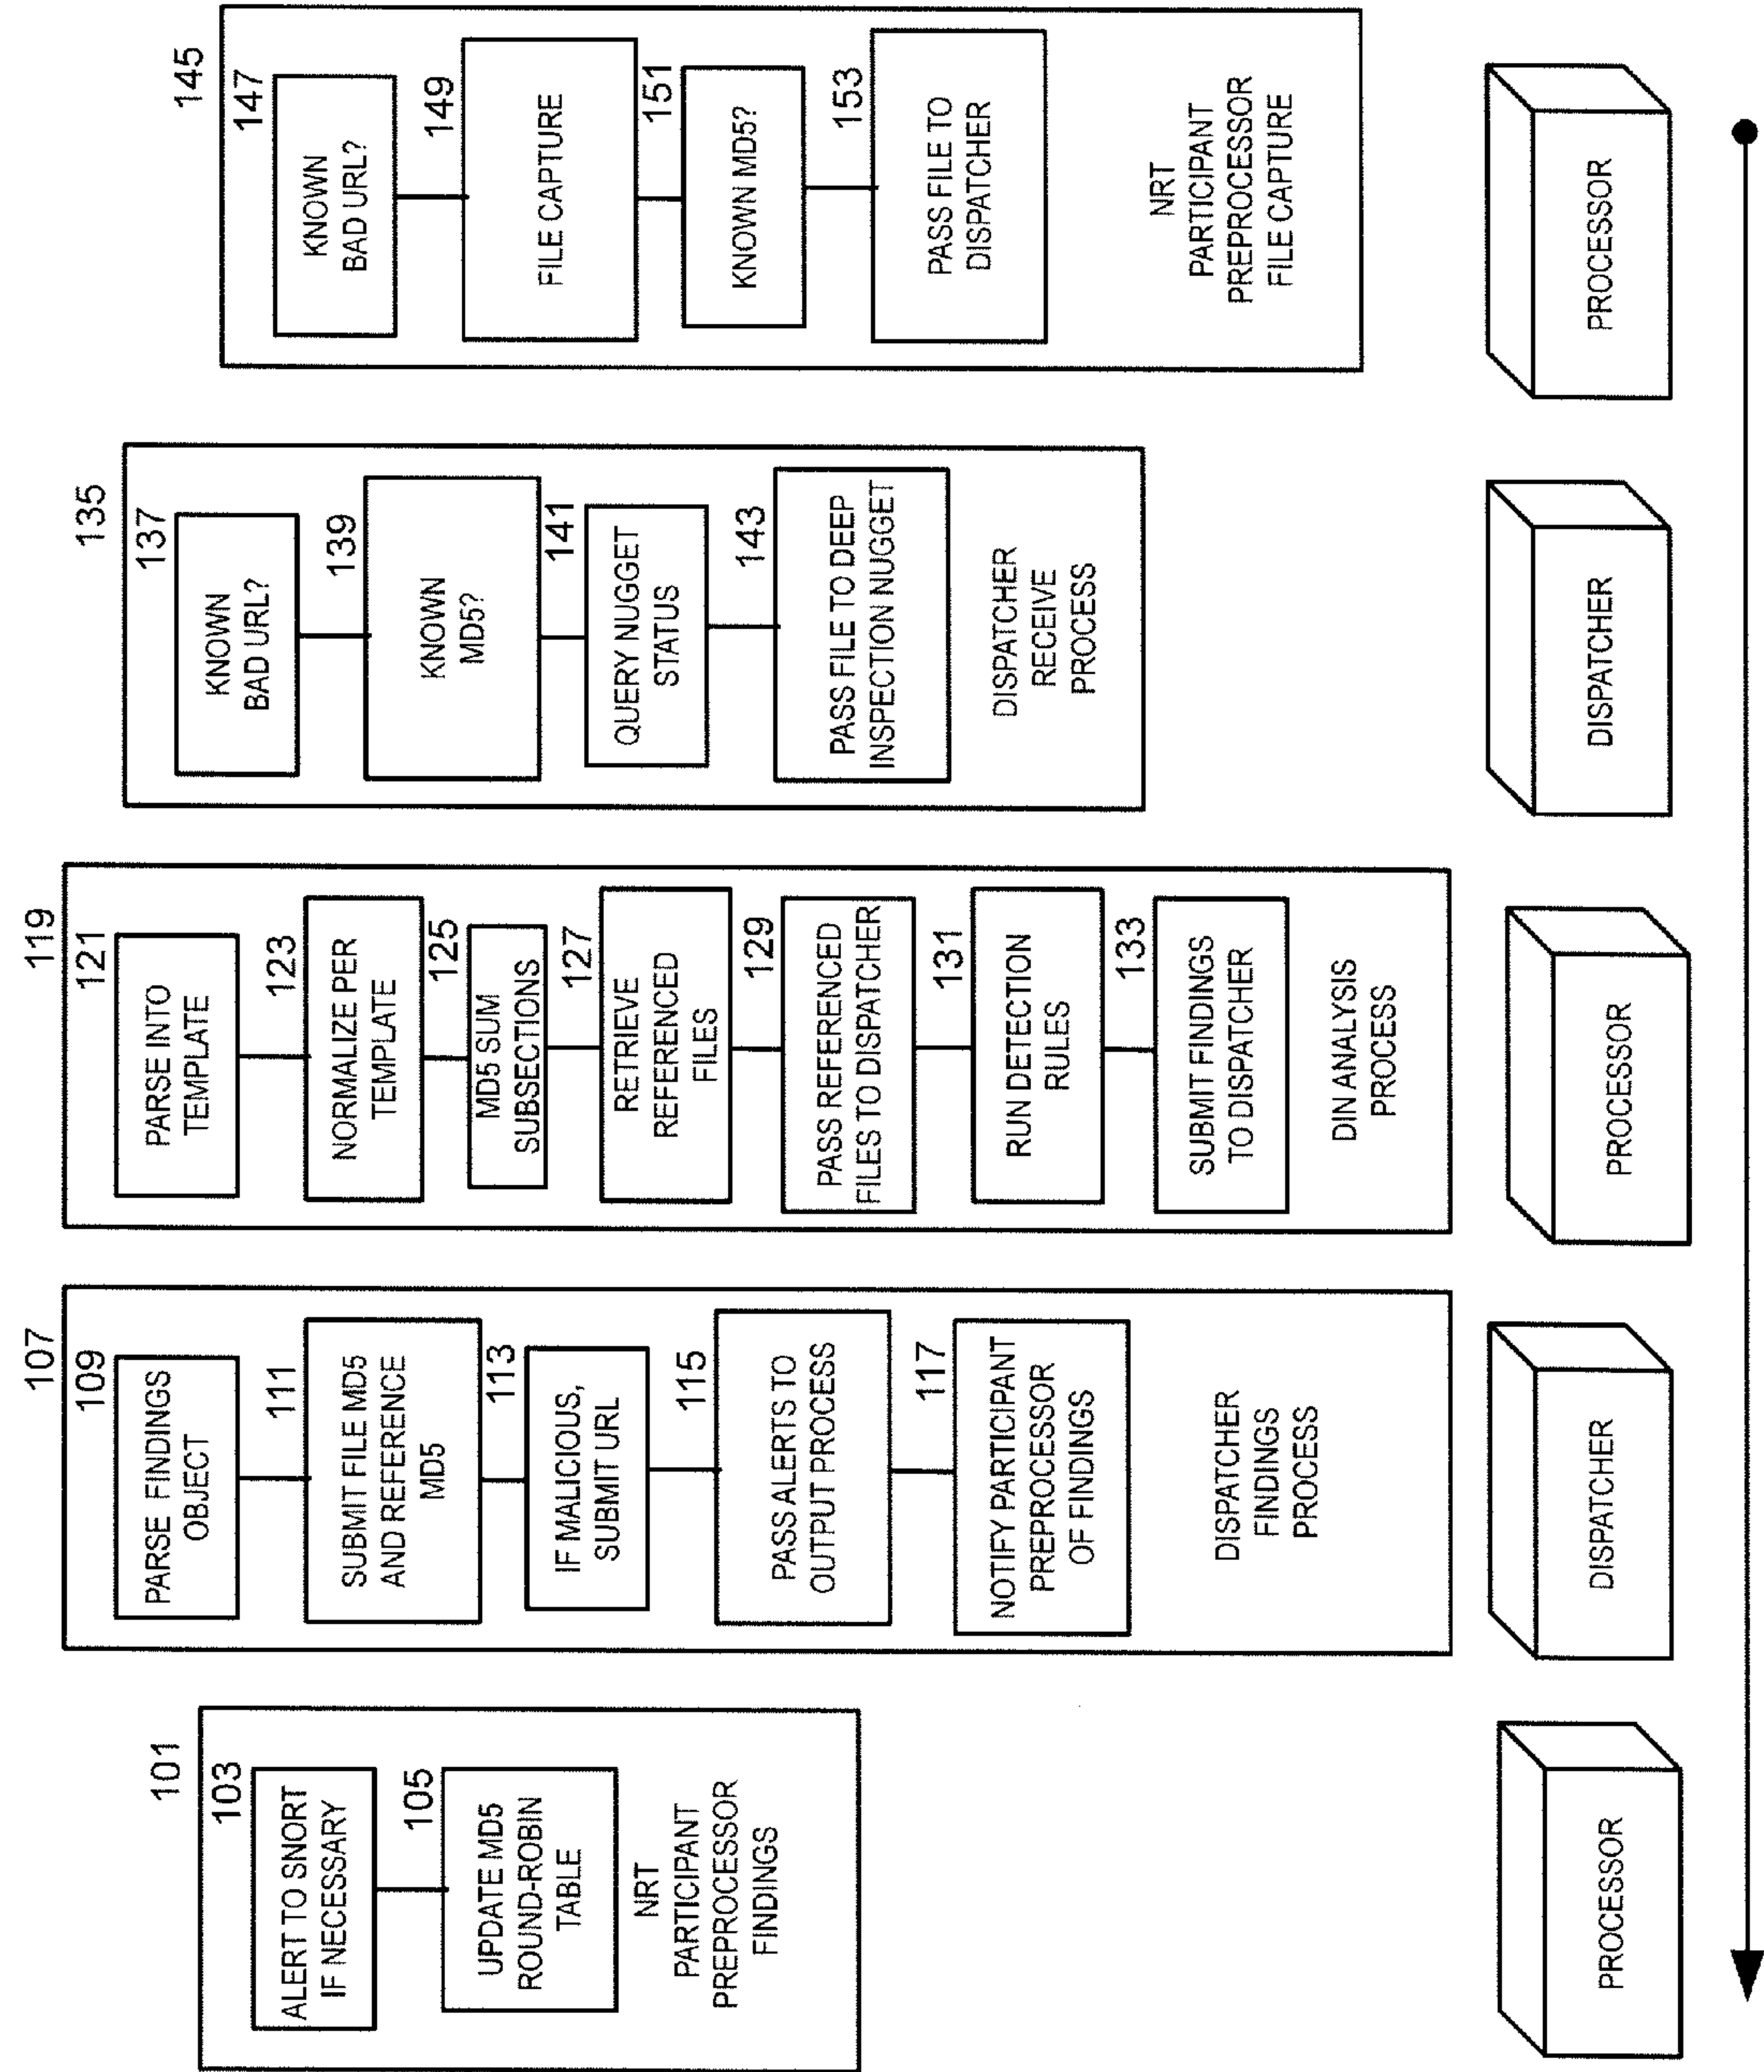 101
103
ALERT TO SNORT
IF NECESSARY
105
UPDATE MD5
ROUND-ROBIN
TABLE
NRT
PARTICIPANT
PREPROCESSOR
FINDINGS
PROCESSOR
107
109
PARSE FINDINGS
OBJECT
111
SUBMIT FILE MD5
AND REFERENCE
MD5
113
IF MALICIOUS,
SUBMIT URL
115
PASS ALERTS TO
OUTPUT PROCESS
117
NOTIFY PARTICIPANT
PREPROCESSOR
OF FINDINGS
DISPATCHER
FINDINGS
PROCESS
DISPATCHER
119
121
PARSE INTO
TEMPLATE
123
NORMALIZE PER
TEMPLATE
125
MD5 SUM
SUBSECTIONS
127
RETRIEVE
REFERENCED
FILES
129
PASS REFERENCED
FILES TO DISPATCHER
131
RUN DETECTION
RULES
133
SUBMIT FINDINGS
TO DISPATCHER
DIN ANALYSIS
PROCESS
PROCESSOR
135
137
KNOWN
BAD URL?
139
KNOWN
MD5?
141
QUERY NUGGET
STATUS
143
PASS FILE TO DEEP
INSPECTION NUGGET
DISPATCHER
RECEIVE
PROCESS
DISPATCHER
145
147
KNOWN
BAD URL?
149
FILE CAPTURE
151
KNOWN MD5?
153
PASS FILE TO
DISPATCHER
NRT
PARTICIPANT
PREPROCESSOR
FILE CAPTURE
PROCESSOR